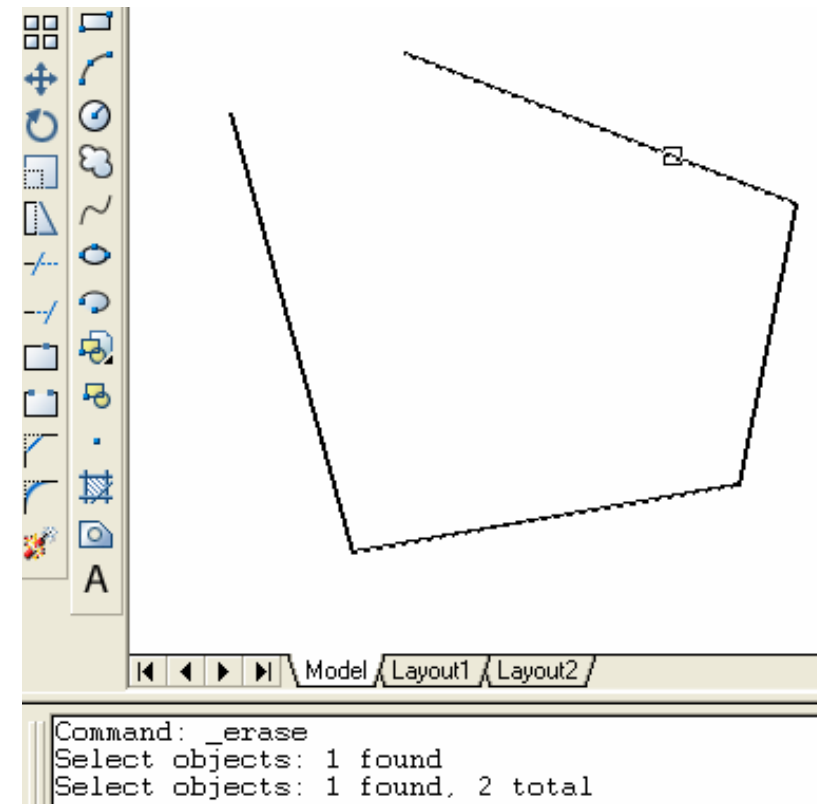 A
Model Layout1 Layout2
Command: _erase
Select objects: 1 found
Select objects: 1 found, 2 total